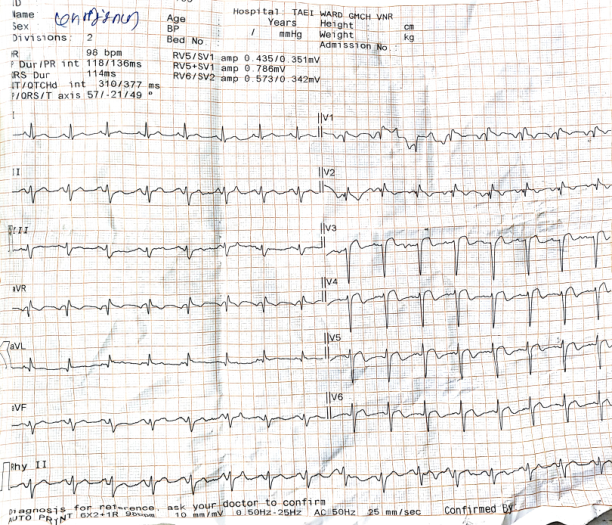 ID
Name
Sex
Divisions: 2
Age
BP
Bed No
Hospital: TAEI WARD GMCH VNR
Years Height cm
/ mmHg Weight kg
Admission No
HR 98 bpm
P Dur/PR int 118/136ms
QRS Dur 114ms
QT/QTCHd int 310/377 ms
P/QRS/T axis 57/-21/49 °
RV5/SV1 amp 0.435/0.351mV
RV5+SV1 amp 0.786mV
RV6/SV2 amp 0.573/0.342mV
I
V1
II
V2
III
V3
aVR
V4
aVL
V5
aVF
V6
Rhy II
Diagnosis for reference, ask your doctor to confirm
AUTO PRINT 6X2+1R 98bpm 10 mm/mV 0.50HZ-25Hz AC 50HZ 25 mm/sec Confirmed By